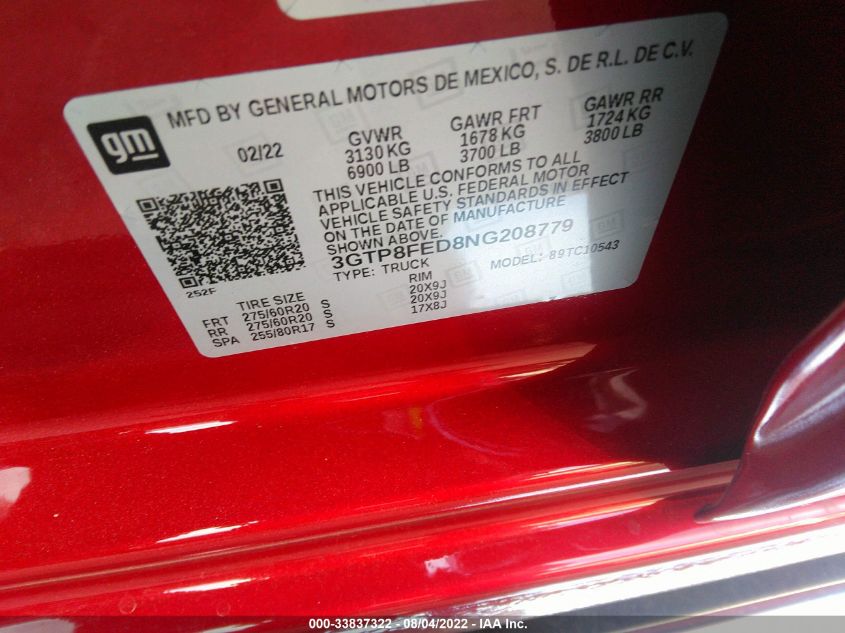 gm
MFD BY GENERAL MOTORS DE MEXICO, S. DE R.L. DE C.V.
02/22
GVWR
3130 KG
6900 LB
GAWR FRT
1678 KG
3700 LB
GAWR RR
1724 KG
3800 LB
THIS VEHICLE CONFORMS TO ALL
APPLICABLE U.S. FEDERAL MOTOR
VEHICLE SAFETY STANDARDS IN EFFECT
ON THE DATE OF MANUFACTURE
SHOWN ABOVE.
3GTP8FED8NG208779
TYPE: TRUCK
MODEL: 89TC10543
252F
TIRE SIZE
RIM
FRT 275/60R20 S 20X9J
RR 275/60R20 S 20X9J
SPA 255/80R17 S 17X8J
000-33837322 - 08/04/2022 - IAA Inc.